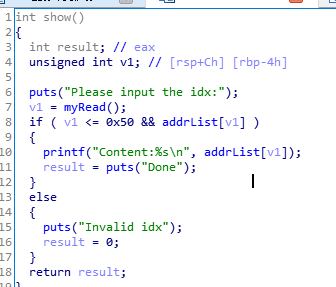 1 int show()
2 {
3 int result; // eax
4 unsigned int v1; // [rsp+Ch] [rbp-4h]
5
6 puts("Please input the idx:");
7 v1 = myRead();
8 if ( v1 <= 0x50 && addrList[v1] )
9 {
10 printf("Content:%s\n", addrList[v1]);
11 result = puts("Done");
12 }
13 else
14 {
15 puts("Invalid idx");
16 result = 0;
17 }
18 return result;
19 }